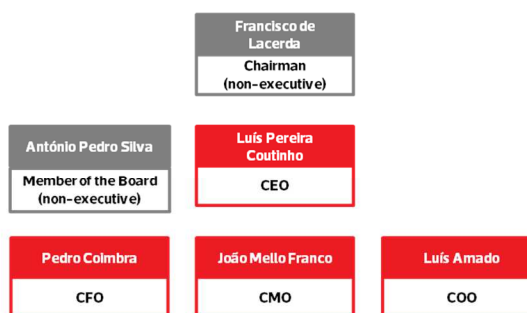 Francisco de
Lacerda
Chairman
(non-executive)
António Pedro Silva
Member of the Board
(non-executive)
Luís Pereira
Coutinho
CEO
Pedro Coimbra
CFO
João Mello Franco
CMO
Luís Amado
COO